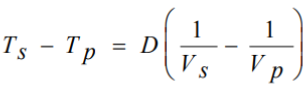 T_s - T_p = D ( 1/V_s - 1/V_p )